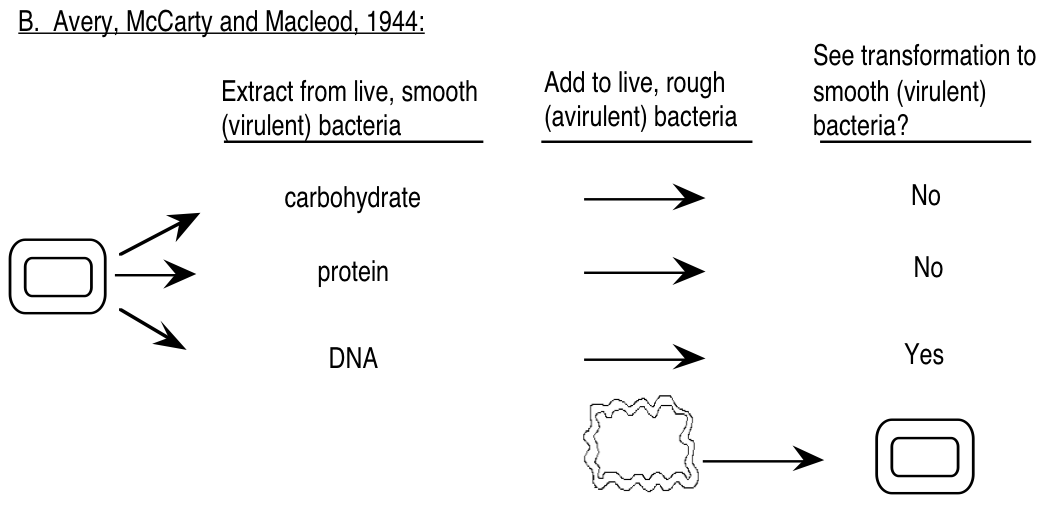 B. Avery, McCarty and Macleod, 1944:
Extract from live, smooth
(virulent) bacteria
Add to live, rough
(avirulent) bacteria
See transformation to
smooth (virulent)
bacteria?
carbohydrate
No
protein
No
DNA
Yes